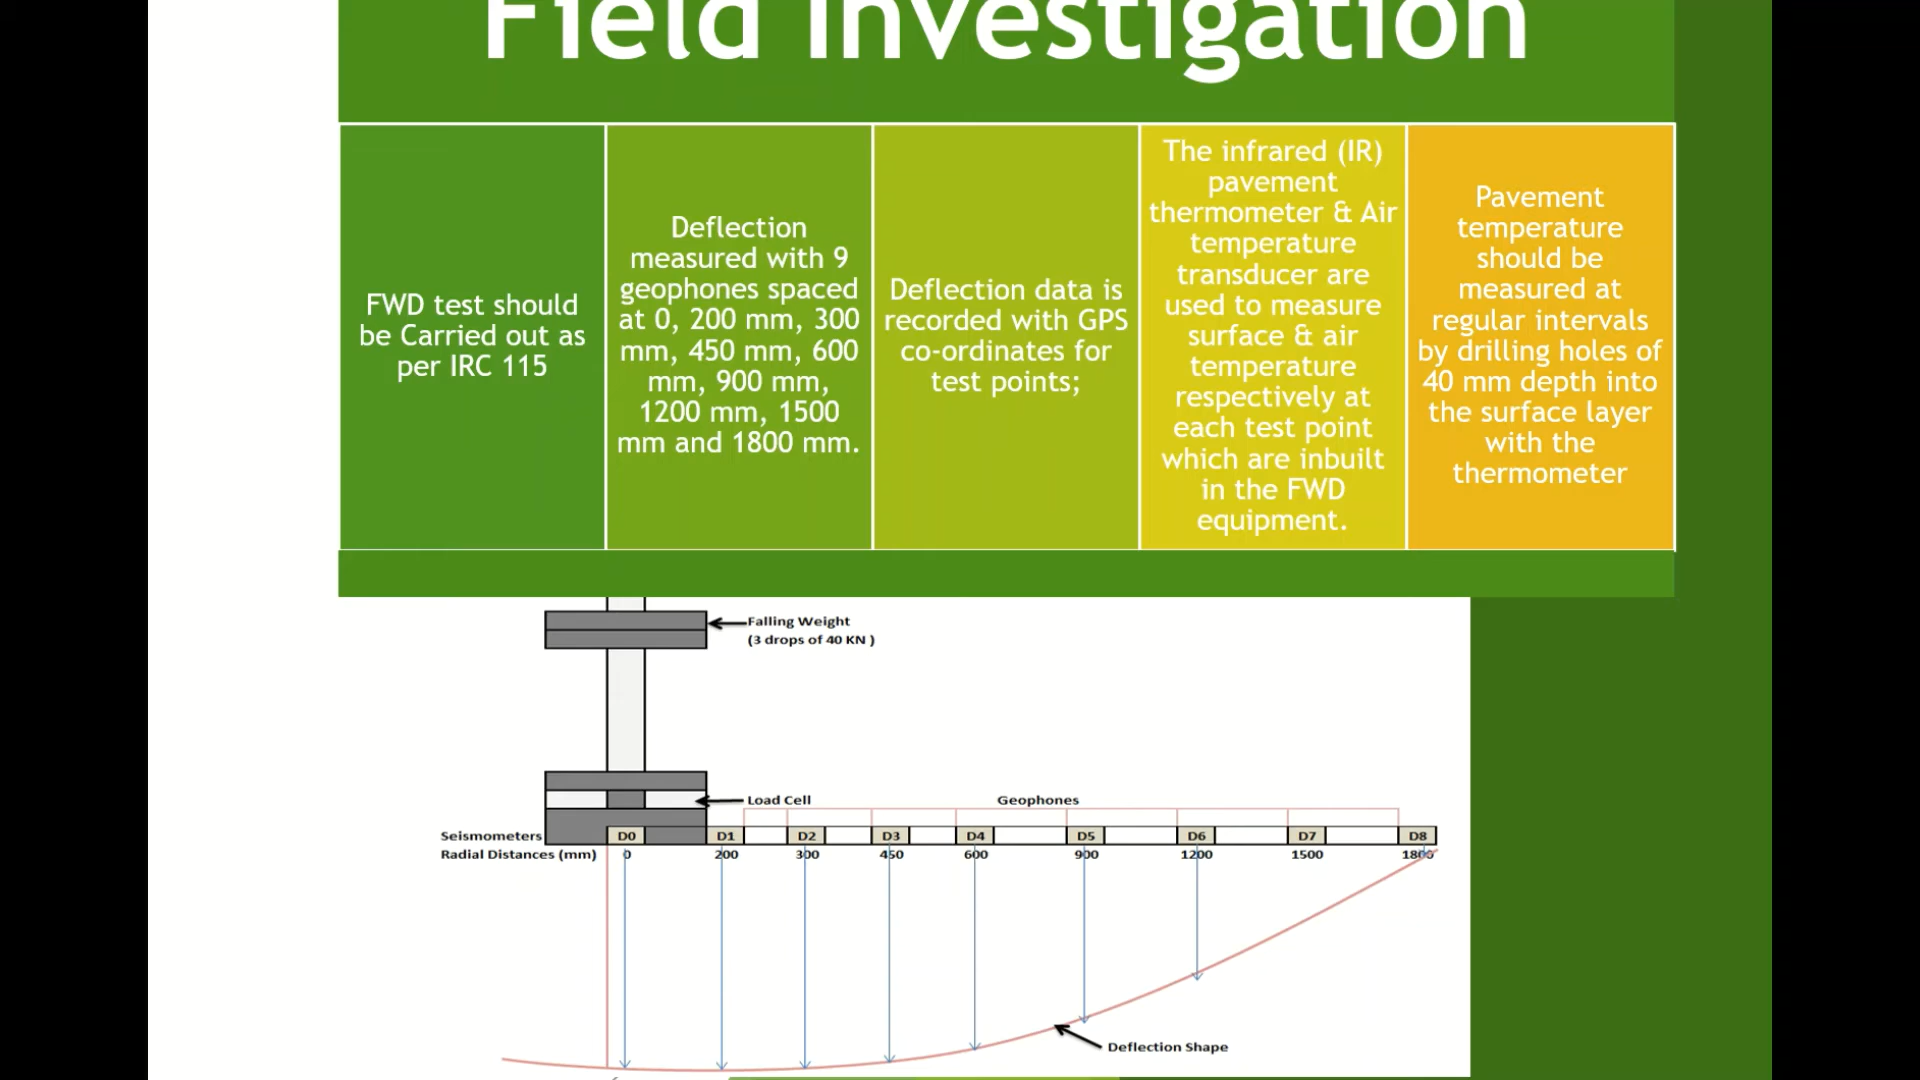 Field Investigation
FWD test should
be Carried out as
per IRC 115
Deflection
measured with 9
geophones spaced
at 0, 200 mm, 300
mm, 450 mm, 600
mm, 900 mm,
1200 mm, 1500
mm and 1800 mm.
Deflection data is
recorded with GPS
co-ordinates for
test points;
The infrared (IR)
pavement
thermometer & Air
temperature
transducer are
used to measure
surface & air
temperature
respectively at
each test point
which are inbuilt
in the FWD
equipment.
Pavement
temperature
should be
measured at
regular intervals
by drilling holes of
40 mm depth into
the surface layer
with the
thermometer
Falling Weight
(3 drops of 40 KN )
Load Cell
Geophones
Seismometers D0 D1 D2 D3 D4 D5 D6 D7 D8
Radial Distances (mm) 0 200 300 450 600 900 1200 1500 1800
Deflection Shape